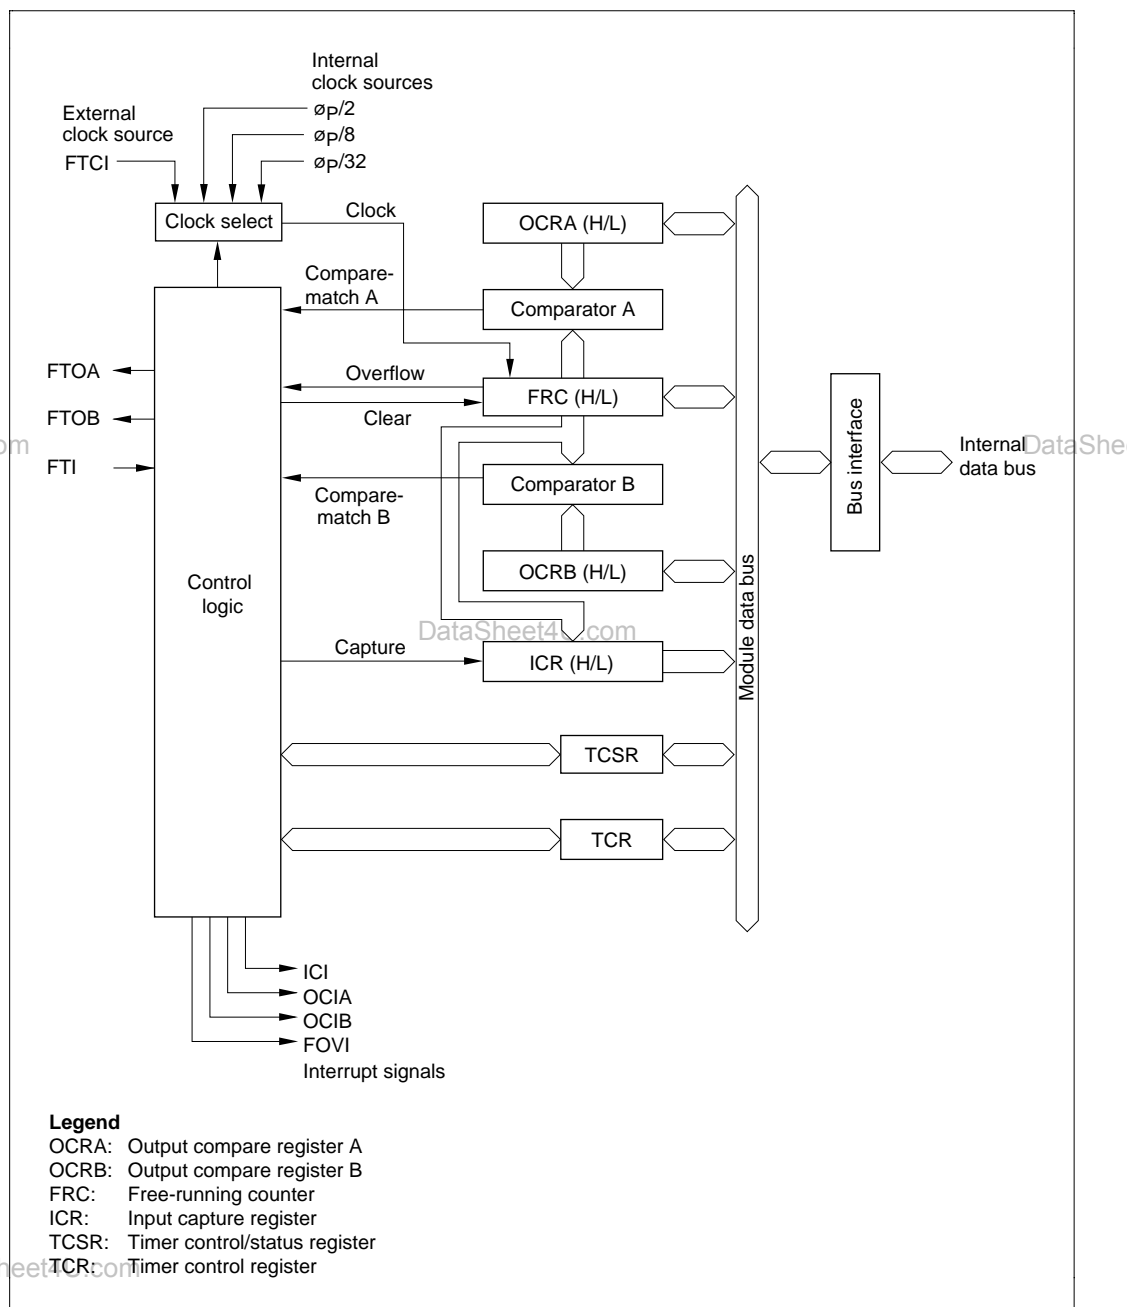 Internal
clock sources
øP/2
øP/8
øP/32
External
clock source
FTCI
Clock select
Clock
OCRA (H/L)
Compare-
match A
Comparator A
FTOA
Overflow
FRC (H/L)
FTOB
Clear
FTI
Compare-
match B
Comparator B
Bus interface
Internal
data bus
om
DataShe
Control
logic
OCRB (H/L)
Module data bus
DataSheet4U.com
Capture
ICR (H/L)
TCSR
TCR
ICI
OCIA
OCIB
FOVI
Interrupt signals
Legend
OCRA: Output compare register A
OCRB: Output compare register B
FRC: Free-running counter
ICR: Input capture register
TCSR: Timer control/status register
TCR: Timer control register
heet4U.com